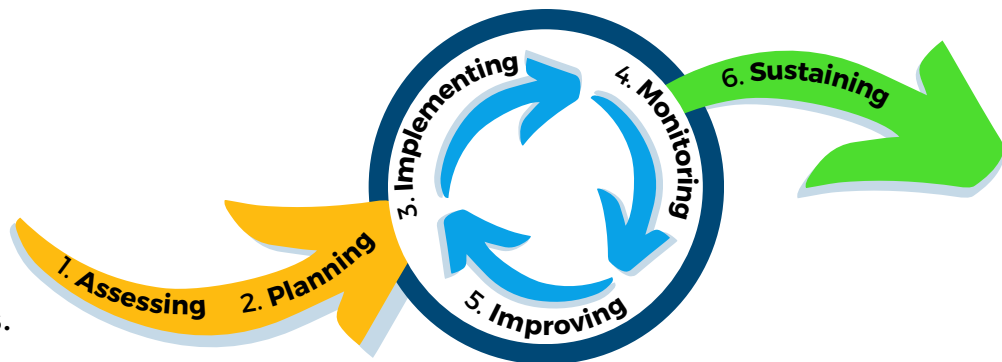 1. Assessing
2. Planning
3. Implementing
4. Monitoring
5. Improving
6. Sustaining